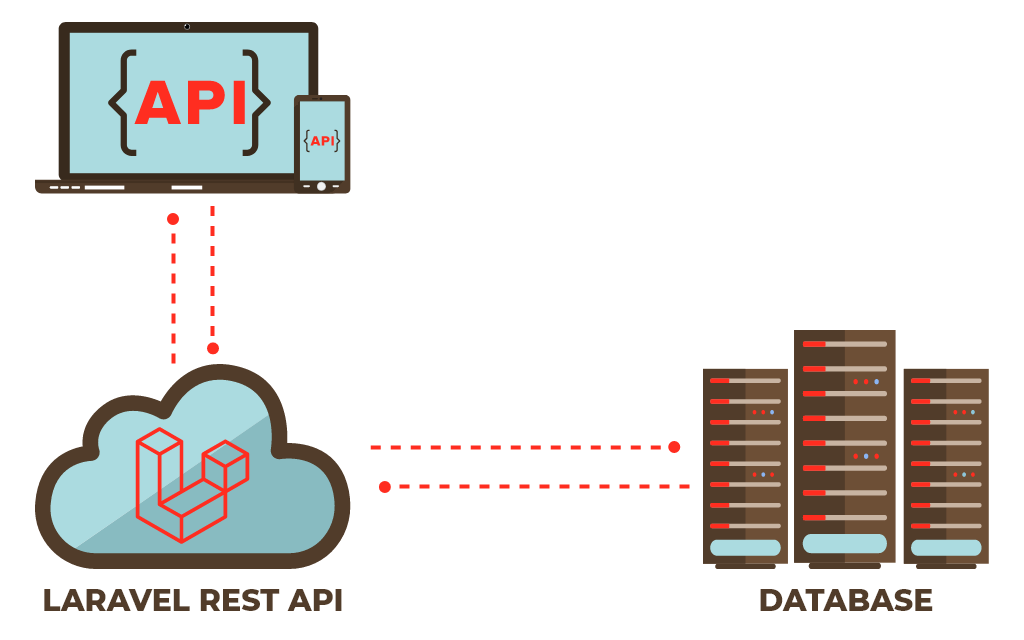 {API}
{API}
LARAVEL REST API
DATABASE